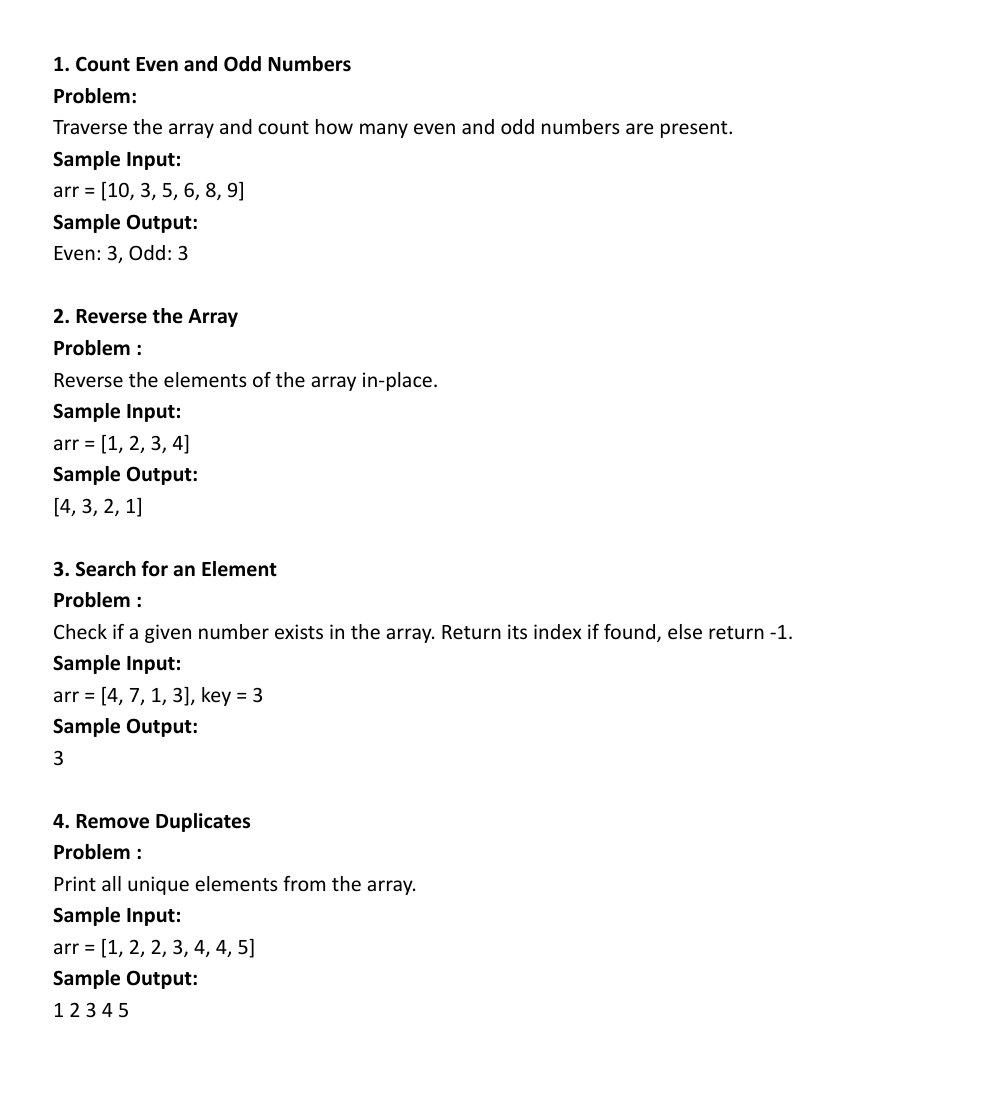 1. Count Even and Odd Numbers
Problem:
Traverse the array and count how many even and odd numbers are present.
Sample Input:
arr = [10, 3, 5, 6, 8, 9]
Sample Output:
Even: 3, Odd: 3
2. Reverse the Array
Problem :
Reverse the elements of the array in-place.
Sample Input:
arr = [1, 2, 3, 4]
Sample Output:
[4, 3, 2, 1]
3. Search for an Element
Problem :
Check if a given number exists in the array. Return its index if found, else return -1.
Sample Input:
arr = [4, 7, 1, 3], key = 3
Sample Output:
3
4. Remove Duplicates
Problem :
Print all unique elements from the array.
Sample Input:
arr = [1, 2, 2, 3, 4, 4, 5]
Sample Output:
1 2 3 4 5